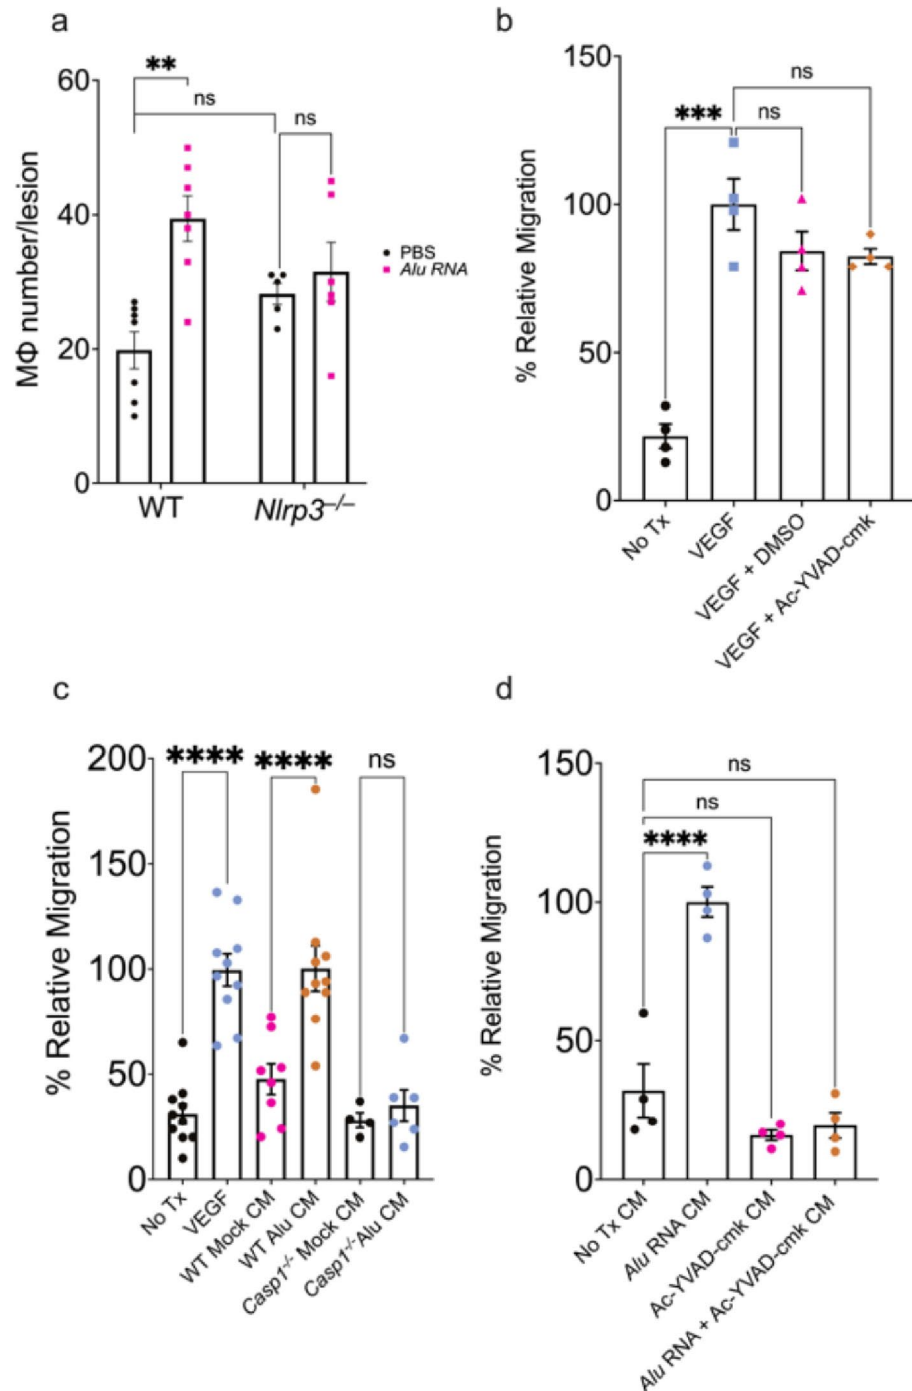 a
**
ns
ns
60
40
20
0
MΦ number/lesion
PBS
Alu RNA
WT
Nlrp3–/–
b
ns
ns
***
150
100
50
0
% Relative Migration
No Tx
VEGF
VEGF + DMSO
VEGF + Ac-YVAD-cmk
c
****
****
ns
200
150
100
50
0
% Relative Migration
No Tx
VEGF
WT Mock CM
WT Alu CM
Casp1-/- Mock CM
Casp1-/-Alu CM
d
ns
ns
****
150
100
50
0
% Relative Migration
No Tx CM
Alu RNA CM
Ac-YVAD-cmk CM
Alu RNA + Ac-YVAD-cmk CM